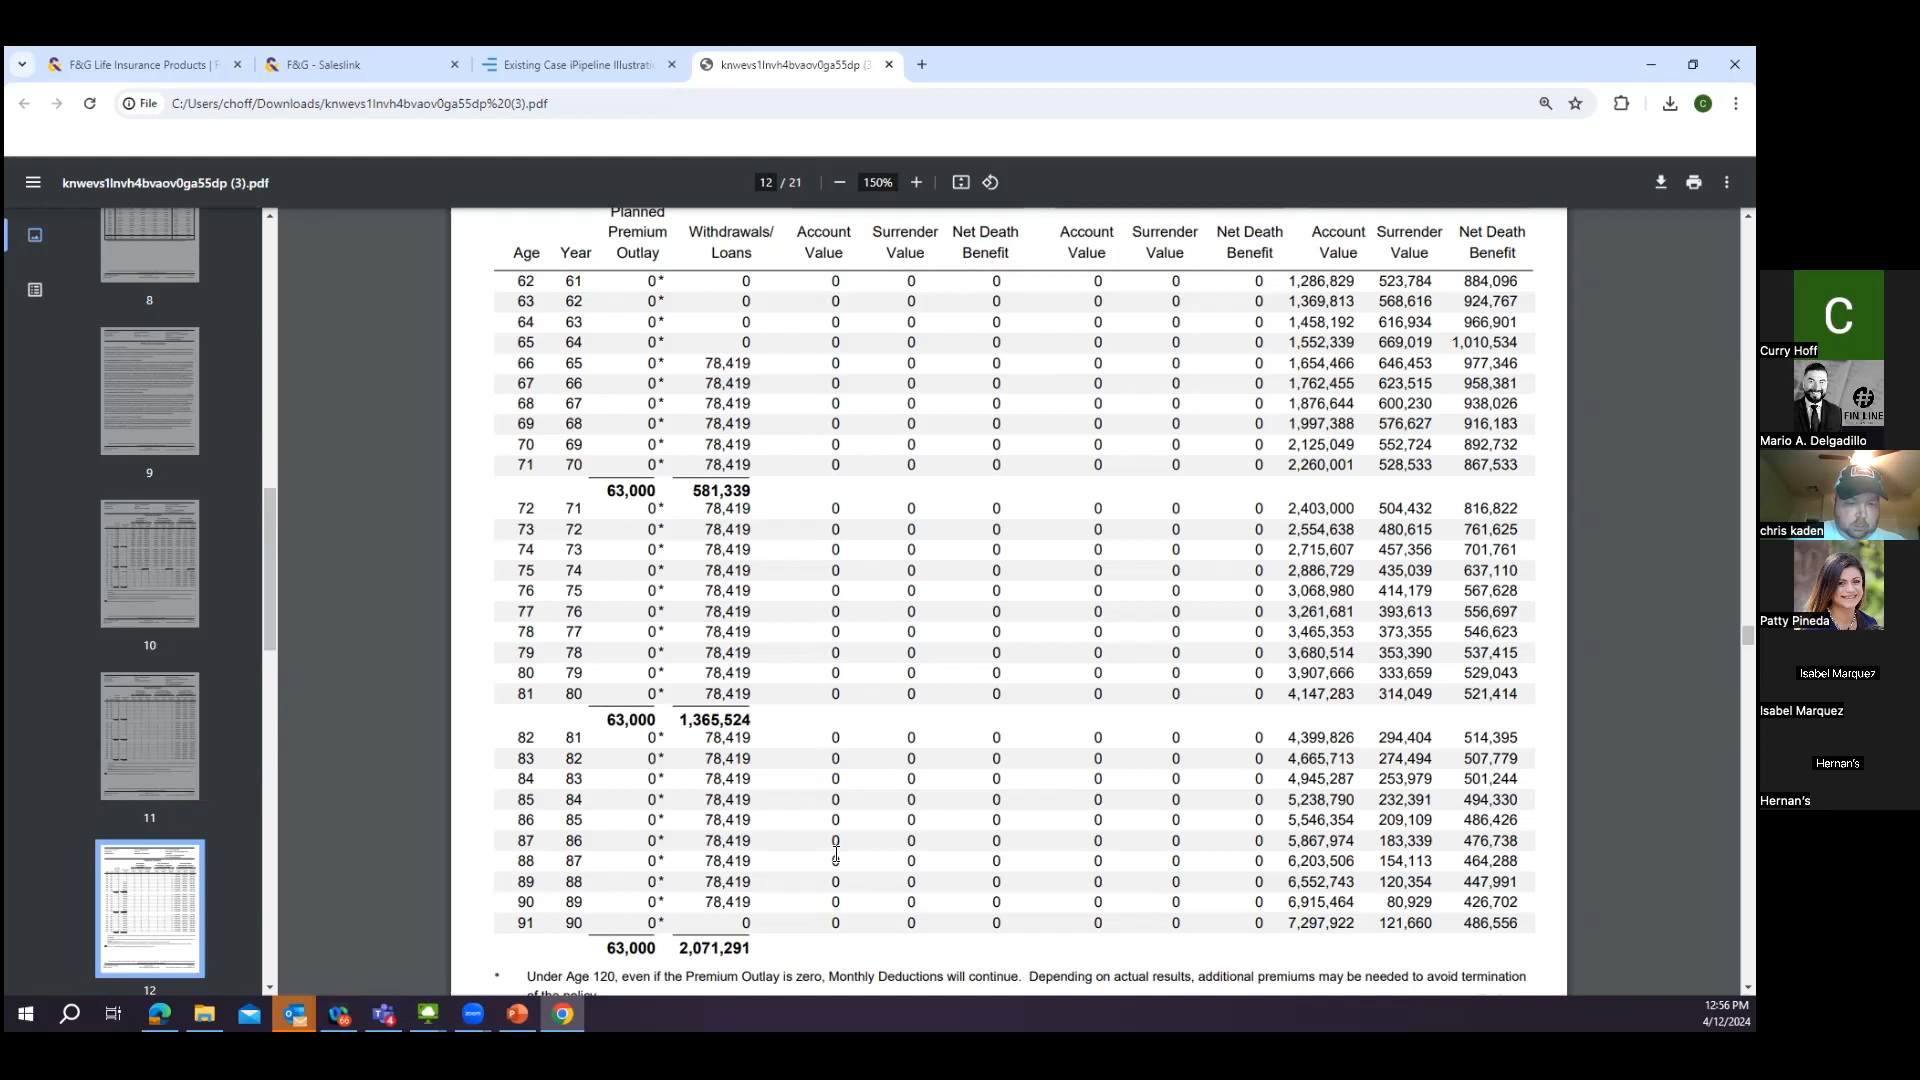 F&G Life Insurance Products | F
F&G - Saleslink
Existing Case iPipeline Illustratio
knwevs1lnvh4bvaov0ga55dp (3
File C:/Users/choff/Downloads/knwevs1lnvh4bvaov0ga55dp%20(3).pdf
C
knwevs1lnvh4bvaov0ga55dp (3).pdf
12 / 21
150%
8
9
10
11
12
Planned
Premium Withdrawals/ Account Surrender Net Death Account Surrender Net Death Account Surrender Net Death
Age Year Outlay Loans Value Value Benefit Value Value Benefit Value Value Benefit
62 61 0* 0 0 0 0 0 0 0 1,286,829 523,784 884,096
63 62 0* 0 0 0 0 0 0 0 1,369,813 568,616 924,767
64 63 0* 0 0 0 0 0 0 0 1,458,192 616,934 966,901
65 64 0* 0 0 0 0 0 0 0 1,552,339 669,019 1,010,534
66 65 0* 78,419 0 0 0 0 0 0 1,654,466 646,453 977,346
67 66 0* 78,419 0 0 0 0 0 0 1,762,455 623,515 958,381
68 67 0* 78,419 0 0 0 0 0 0 1,876,644 600,230 938,026
69 68 0* 78,419 0 0 0 0 0 0 1,997,388 576,627 916,183
70 69 0* 78,419 0 0 0 0 0 0 2,125,049 552,724 892,732
71 70 0* 78,419 0 0 0 0 0 0 2,260,001 528,533 867,533
63,000 581,339
72 71 0* 78,419 0 0 0 0 0 0 2,403,000 504,432 816,822
73 72 0* 78,419 0 0 0 0 0 0 2,554,638 480,615 761,625
74 73 0* 78,419 0 0 0 0 0 0 2,715,607 457,356 701,761
75 74 0* 78,419 0 0 0 0 0 0 2,886,729 435,039 637,110
76 75 0* 78,419 0 0 0 0 0 0 3,068,980 414,179 567,628
77 76 0* 78,419 0 0 0 0 0 0 3,261,681 393,613 556,697
78 77 0* 78,419 0 0 0 0 0 0 3,465,353 373,355 546,623
79 78 0* 78,419 0 0 0 0 0 0 3,680,514 353,390 537,415
80 79 0* 78,419 0 0 0 0 0 0 3,907,666 333,659 529,043
81 80 0* 78,419 0 0 0 0 0 0 4,147,283 314,049 521,414
63,000 1,365,524
82 81 0* 78,419 0 0 0 0 0 0 4,399,826 294,404 514,395
83 82 0* 78,419 0 0 0 0 0 0 4,665,713 274,494 507,779
84 83 0* 78,419 0 0 0 0 0 0 4,945,287 253,979 501,244
85 84 0* 78,419 0 0 0 0 0 0 5,238,790 232,391 494,330
86 85 0* 78,419 0 0 0 0 0 0 5,546,354 209,109 486,426
87 86 0* 78,419 0 0 0 0 0 0 5,867,974 183,339 476,738
88 87 0* 78,419 0 0 0 0 0 0 6,203,506 154,113 464,288
89 88 0* 78,419 0 0 0 0 0 0 6,552,743 120,354 447,991
90 89 0* 78,419 0 0 0 0 0 0 6,915,464 80,929 426,702
91 90 0* 0 0 0 0 0 0 0 7,297,922 121,660 486,556
63,000 2,071,291
* Under Age 120, even if the Premium Outlay is zero, Monthly Deductions will continue. Depending on actual results, additional premiums may be needed to avoid termination
of the policy
12:56 PM
4/12/2024
C
Curry Hoff
# FIN LINE
Mario A. Delgadillo
chris kaden
Patty Pineda
Isabel Marquez
Isabel Marquez
Hernan's
Hernan's